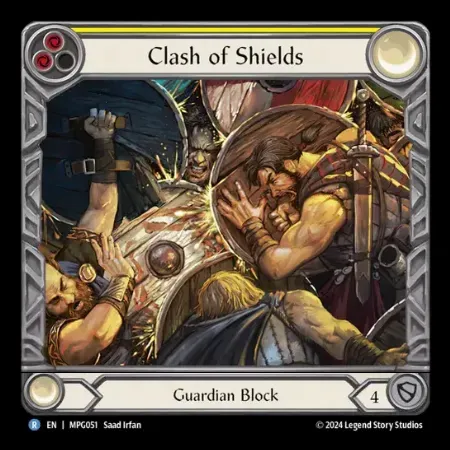 Clash of Shields
Guardian Block
4
R EN | MPG051 Saad Irfan
© 2024 Legend Story Studios